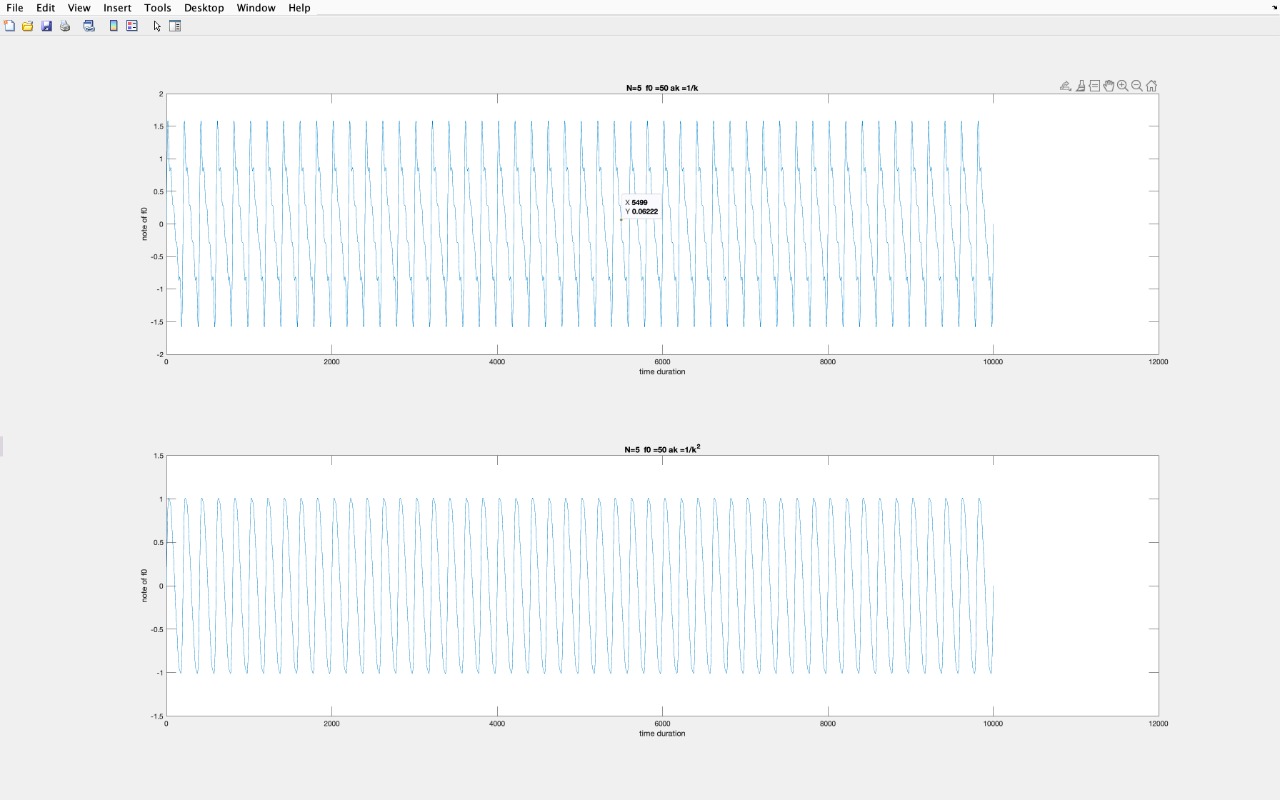 File Edit View Insert Tools Desktop Window Help
N=5 f0 =50 ak =1/k
2
1.5
1
0.5
0
-0.5
-1
-1.5
-2
note of f0
X 5499
Y 0.06222
0 2000 4000 6000 8000 10000 12000
time duration
N=5 f0 =50 ak =1/k²
1.5
1
0.5
0
-0.5
-1
-1.5
note of f0
0 2000 4000 6000 8000 10000 12000
time duration